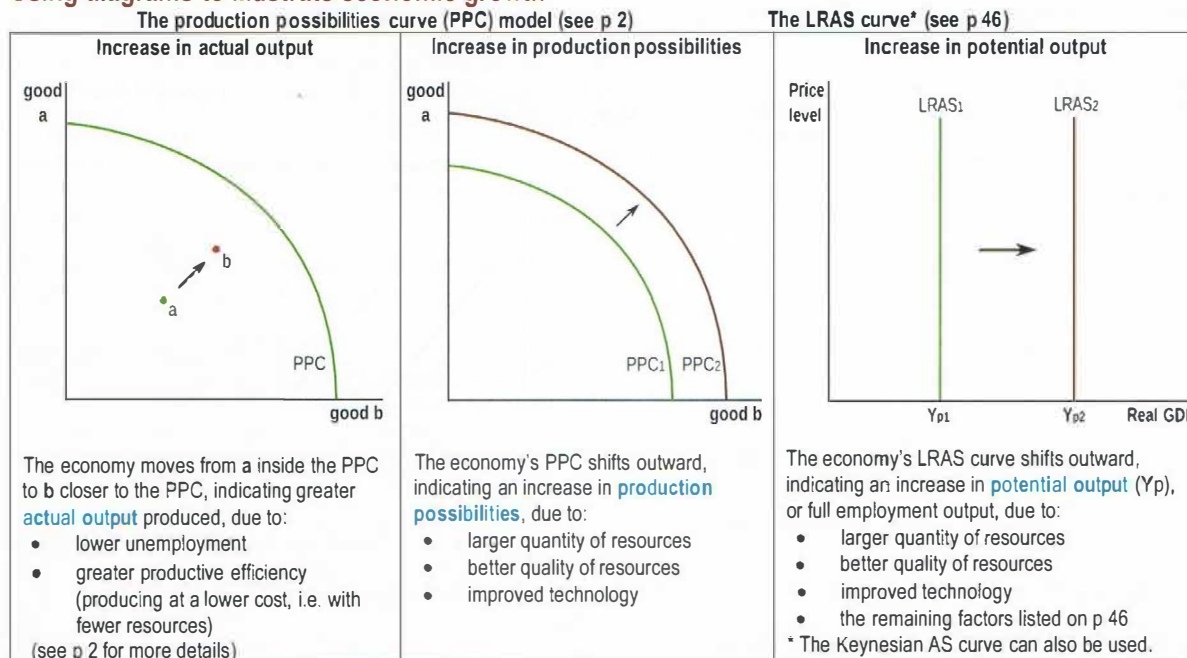 The production possibilities curve (PPC) model (see p 2)
The LRAS curve* (see p 46)
Increase in actual output
good
a
b
a
PPC
good b
The economy moves from a inside the PPC
to b closer to the PPC, indicating greater
actual output produced, due to:
• lower unemployment
• greater productive efficiency
(producing at a lower cost, i.e. with
fewer resources)
(see p 2 for more details)
Increase in production possibilities
good
a
PPC1
PPC2
good b
The economy's PPC shifts outward,
indicating an increase in production
possibilities, due to:
• larger quantity of resources
• better quality of resources
• improved technology
Increase in potential output
Price
level
LRAS1
LRAS2
Yp1
Yp2
Real
The economy's LRAS curve shifts outward,
indicating an increase in potential output (Yp),
or full employment output, due to:
• larger quantity of resources
• better quality of resources
• improved technology
• the remaining factors listed on p 46
* The Keynesian AS curve can also be used.